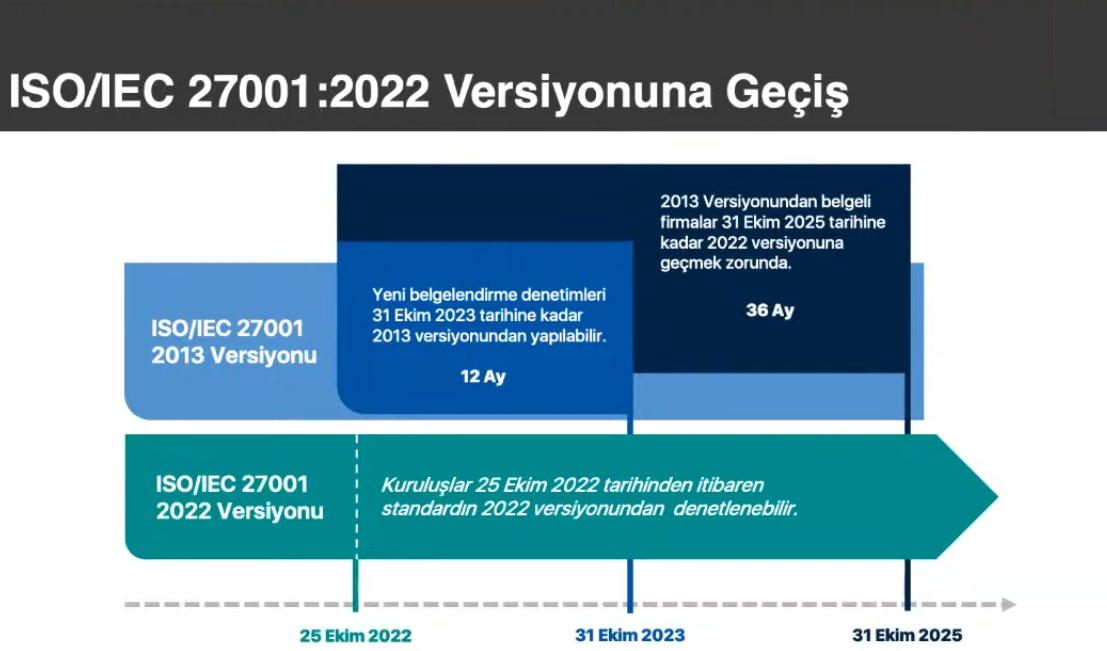 ISO/IEC 27001:2022 Versiyonuna Geçiş
2013 Versiyonundan belgeli
firmalar 31 Ekim 2025 tarihine
kadar 2022 versiyonuna
geçmek zorunda.
36 Ay
Yeni belgelendirme denetimleri
31 Ekim 2023 tarihine kadar
2013 versiyonundan yapılabilir.
12 Ay
ISO/IEC 27001
2013 Versiyonu
ISO/IEC 27001
2022 Versiyonu
Kuruluşlar 25 Ekim 2022 tarihinden itibaren
standardın 2022 versiyonundan denetlenebilir.
25 Ekim 2022
31 Ekim 2023
31 Ekim 2025